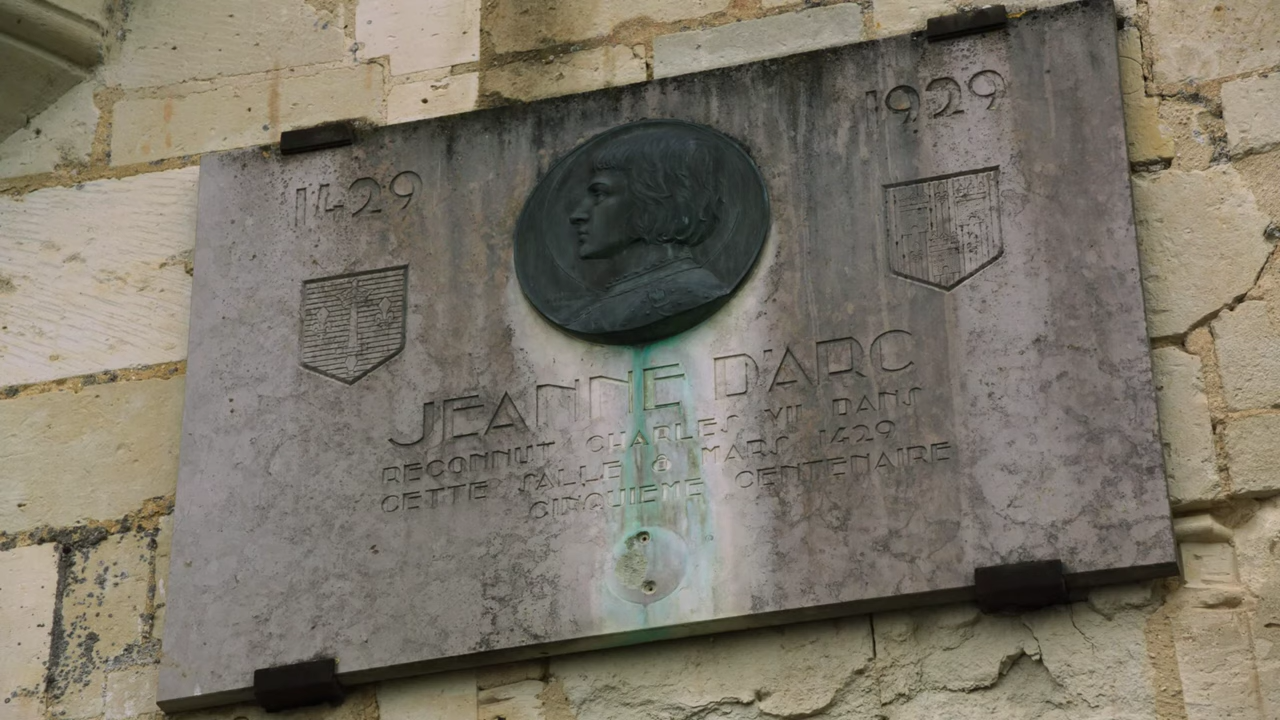 1429
1929
JEANNE D'ARC
RECONNUT CHARLES VII DANS
CETTE SALLE 8 MARS 1429
CINQUIEME CENTENAIRE